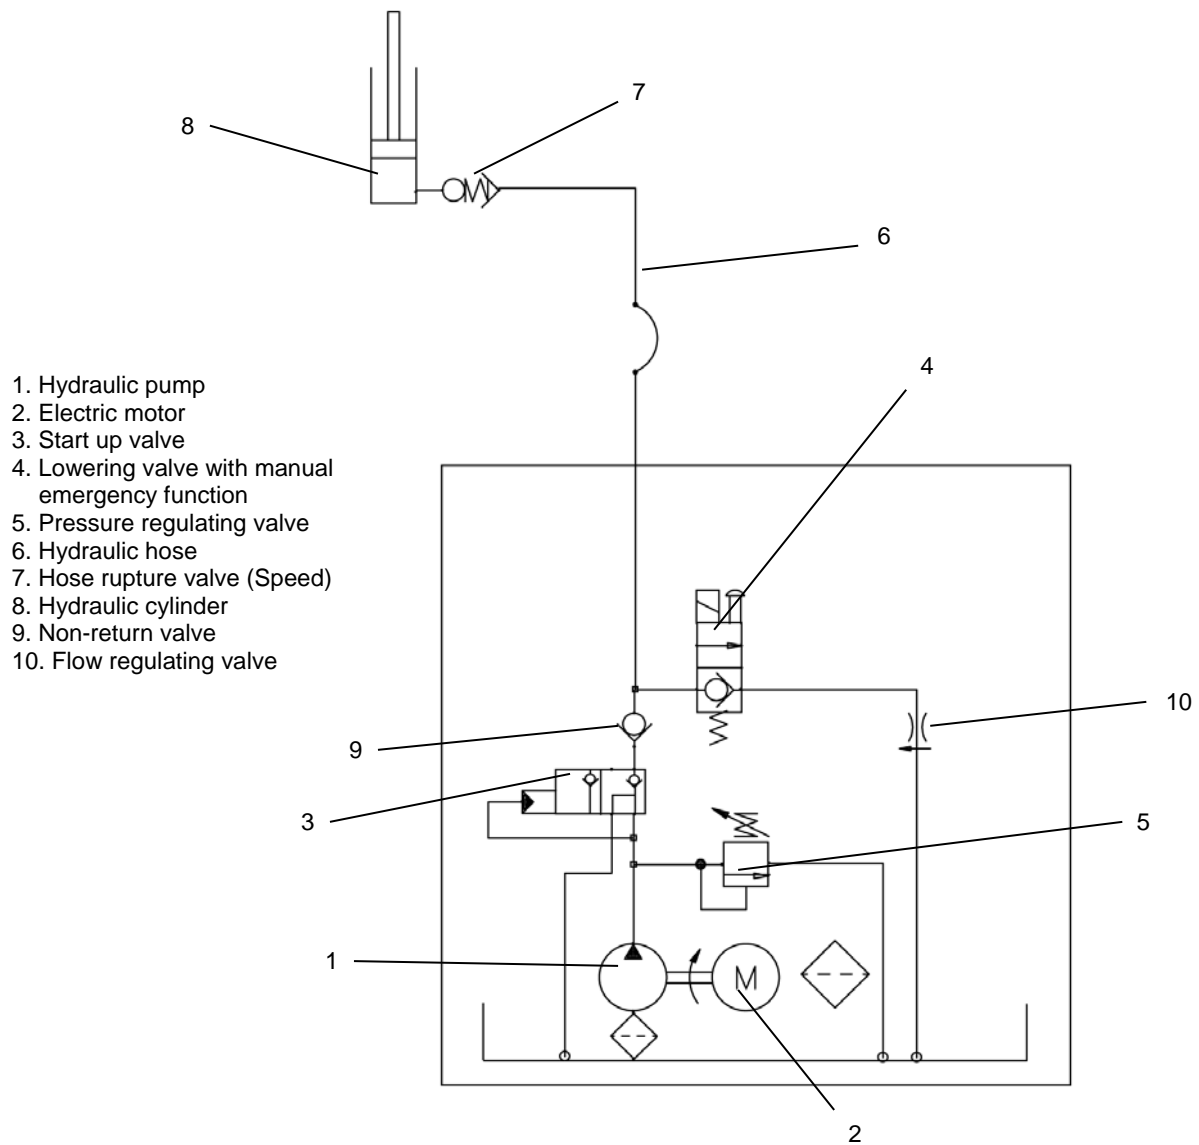 7
8
6
4
1. Hydraulic pump
2. Electric motor
3. Start up valve
4. Lowering valve with manual
emergency function
5. Pressure regulating valve
6. Hydraulic hose
7. Hose rupture valve (Speed)
8. Hydraulic cylinder
9. Non-return valve
10. Flow regulating valve
10
9
3
5
1
M
2